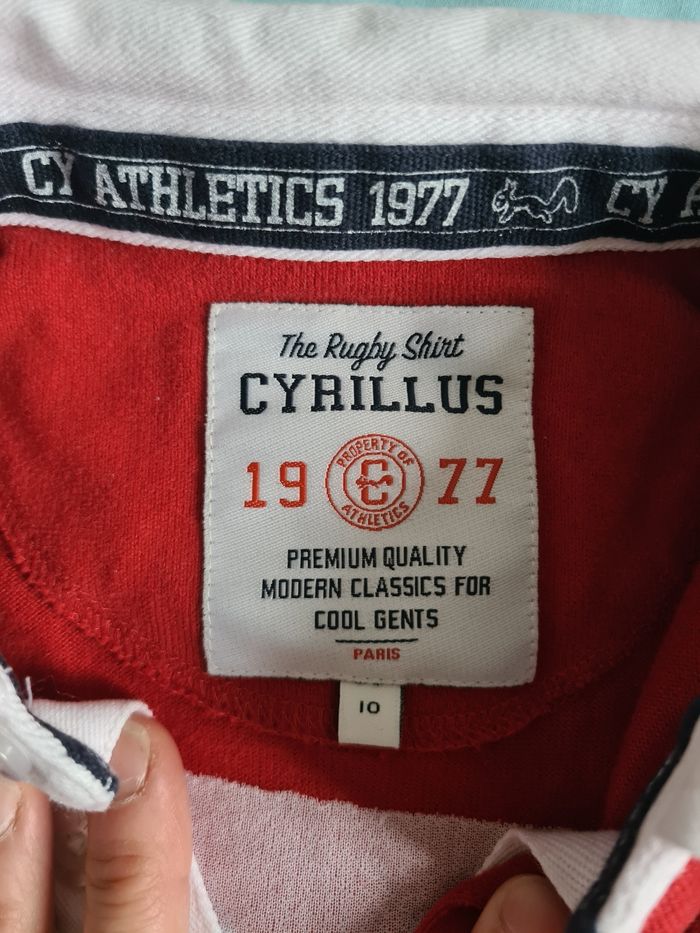 CY ATHLETICS 1977 CY A
The Rugby Shirt
CYRILLUS
19 77
PROPERTY OF
C
ATHLETICS
PREMIUM QUALITY
MODERN CLASSICS FOR
COOL GENTS
PARIS
10